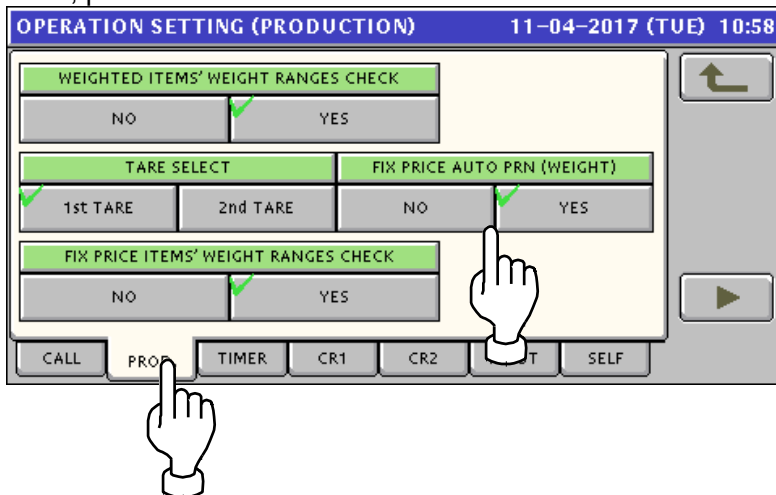 OPERATION SETTING (PRODUCTION) 11-04-2017 (TUE) 10:58
WEIGHTED ITEMS' WEIGHT RANGES CHECK
NO YES
TARE SELECT FIX PRICE AUTO PRN (WEIGHT)
1st TARE 2nd TARE NO YES
FIX PRICE ITEMS' WEIGHT RANGES CHECK
NO YES
CALL TIMER CR1 CR2 SELF